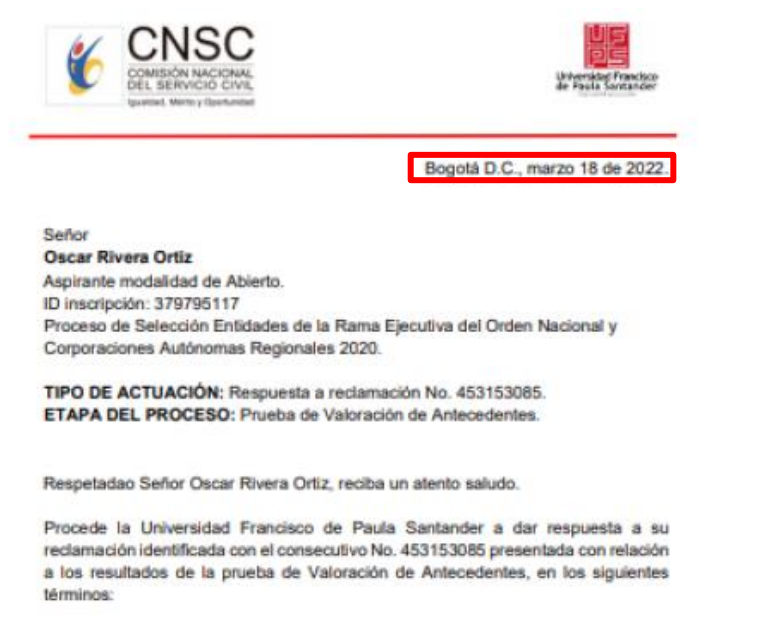 CNSC
COMISIÓN NACIONAL
DEL SERVICIO CIVIL
Igualdad, Mérito y Oportunidad
Universidad Francisco
de Paula Santander
Bogotá D.C., marzo 18 de 2022.
Señor
Oscar Rivera Ortiz
Aspirante modalidad de Abierto.
ID inscripción: 379795117
Proceso de Selección Entidades de la Rama Ejecutiva del Orden Nacional y
Corporaciones Autónomas Regionales 2020.
TIPO DE ACTUACIÓN: Respuesta a reclamación No. 453153085.
ETAPA DEL PROCESO: Prueba de Valoración de Antecedentes.
Respetadao Señor Oscar Rivera Ortiz, reciba un atento saludo.
Procede la Universidad Francisco de Paula Santander a dar respuesta a su
reclamación identificada con el consecutivo No. 453153085 presentada con relación
a los resultados de la prueba de Valoración de Antecedentes, en los siguientes
términos: